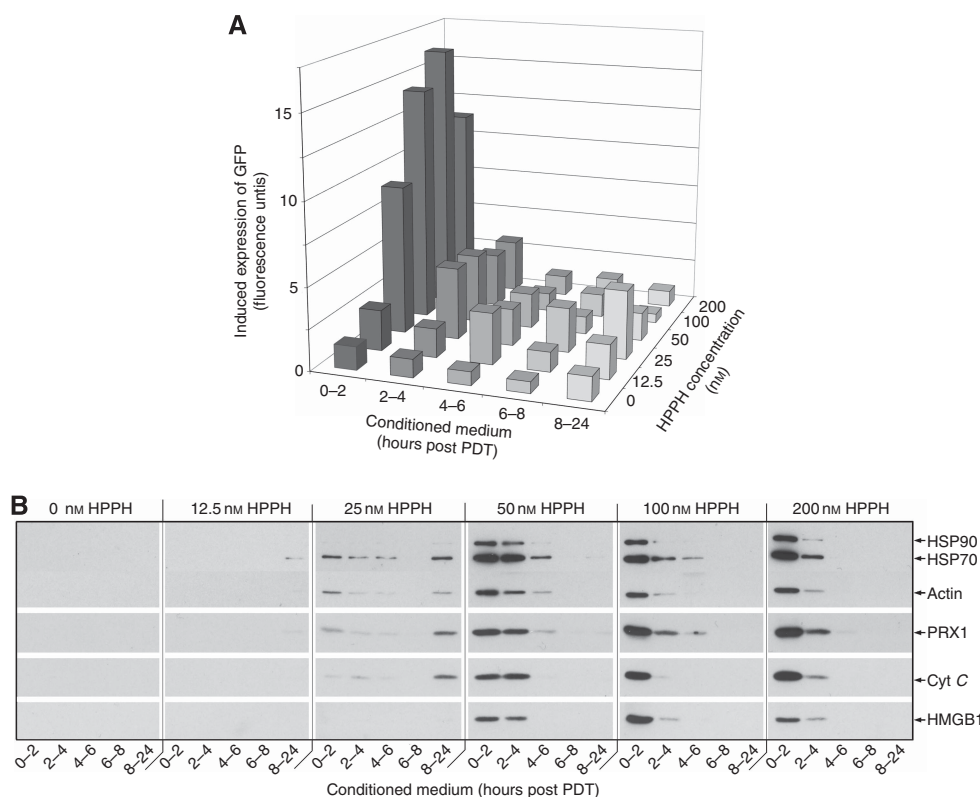 A
Induced expression of GFP
(fluorescence untis)
15
10
5
0
0–2
2–4
4–6
6–8
8–24
Conditioned medium
(hours post PDT)
0
12.5
25
50
100
200
HPPH concentration
(nM)
B
0 nM HPPH
12.5 nM HPPH
25 nM HPPH
50 nM HPPH
100 nM HPPH
200 nM HPPH
HSP90
HSP70
Actin
PRX1
Cyt C
HMGB1
0–2 2–4 4–6 6–8 8–24 0–2 2–4 4–6 6–8 8–24 0–2 2–4 4–6 6–8 8–24 0–2 2–4 4–6 6–8 8–24 0–2 2–4 4–6 6–8 8–24 0–2 2–4 4–6 6–8 8–24
Conditioned medium (hours post PDT)